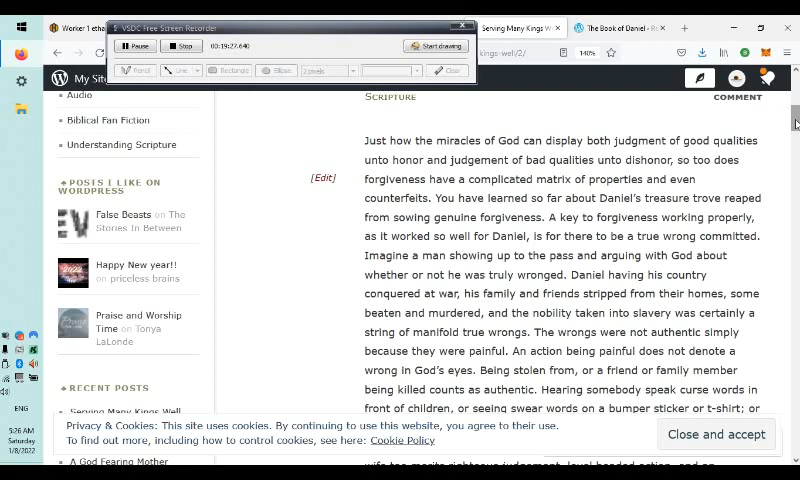 Worker 1 etha
VSDC Free Screen Recorder
Serving Many Kings Well
The Book of Daniel - Re
Pause
Stop
00:19:27.640
Start drawing
kings-well/2/
140%
Pencil
Line
Rectangle
Ellipse
2 pixels
Clear
My Sit
Audio
Biblical Fan Fiction
Understanding Scripture
POSTS I LIKE ON
WORDPRESS
False Beasts on The
Stories In Between
Happy New year!!
on priceless brains
Praise and Worship
Time on Tonya
LaLonde
RECENT POSTS
Serving Many Kings Well
A God Fearing Mother
SCRIPTURE
COMMENT
[Edit]
Just how the miracles of God can display both judgment of good qualities
unto honor and judgement of bad qualities unto dishonor, so too does
forgiveness have a complicated matrix of properties and even
counterfeits. You have learned so far about Daniel's treasure trove reaped
from sowing genuine forgiveness. A key to forgiveness working properly,
as it worked so well for Daniel, is for there to be a true wrong committed.
Imagine a man showing up to the pass and arguing with God about
whether or not he was truly wronged. Daniel having his country
conquered at war, his family and friends stripped from their homes, some
beaten and murdered, and the nobility taken into slavery was certainly a
string of manifold true wrongs. The wrongs were not authentic simply
because they were painful. An action being painful does not denote a
wrong in God's eyes. Being stolen from, or a friend or family member
being killed counts as authentic. Hearing somebody speak curse words in
front of children, or seeing swear words on a bumper sticker or t-shirt; or
wife too merits righteous judgement, level headed action, and an
Privacy & Cookies: This site uses cookies. By continuing to use this website, you agree to their use.
To find out more, including how to control cookies, see here: Cookie Policy
Close and accept
ENG
5:26 AM
Saturday
1/8/2022